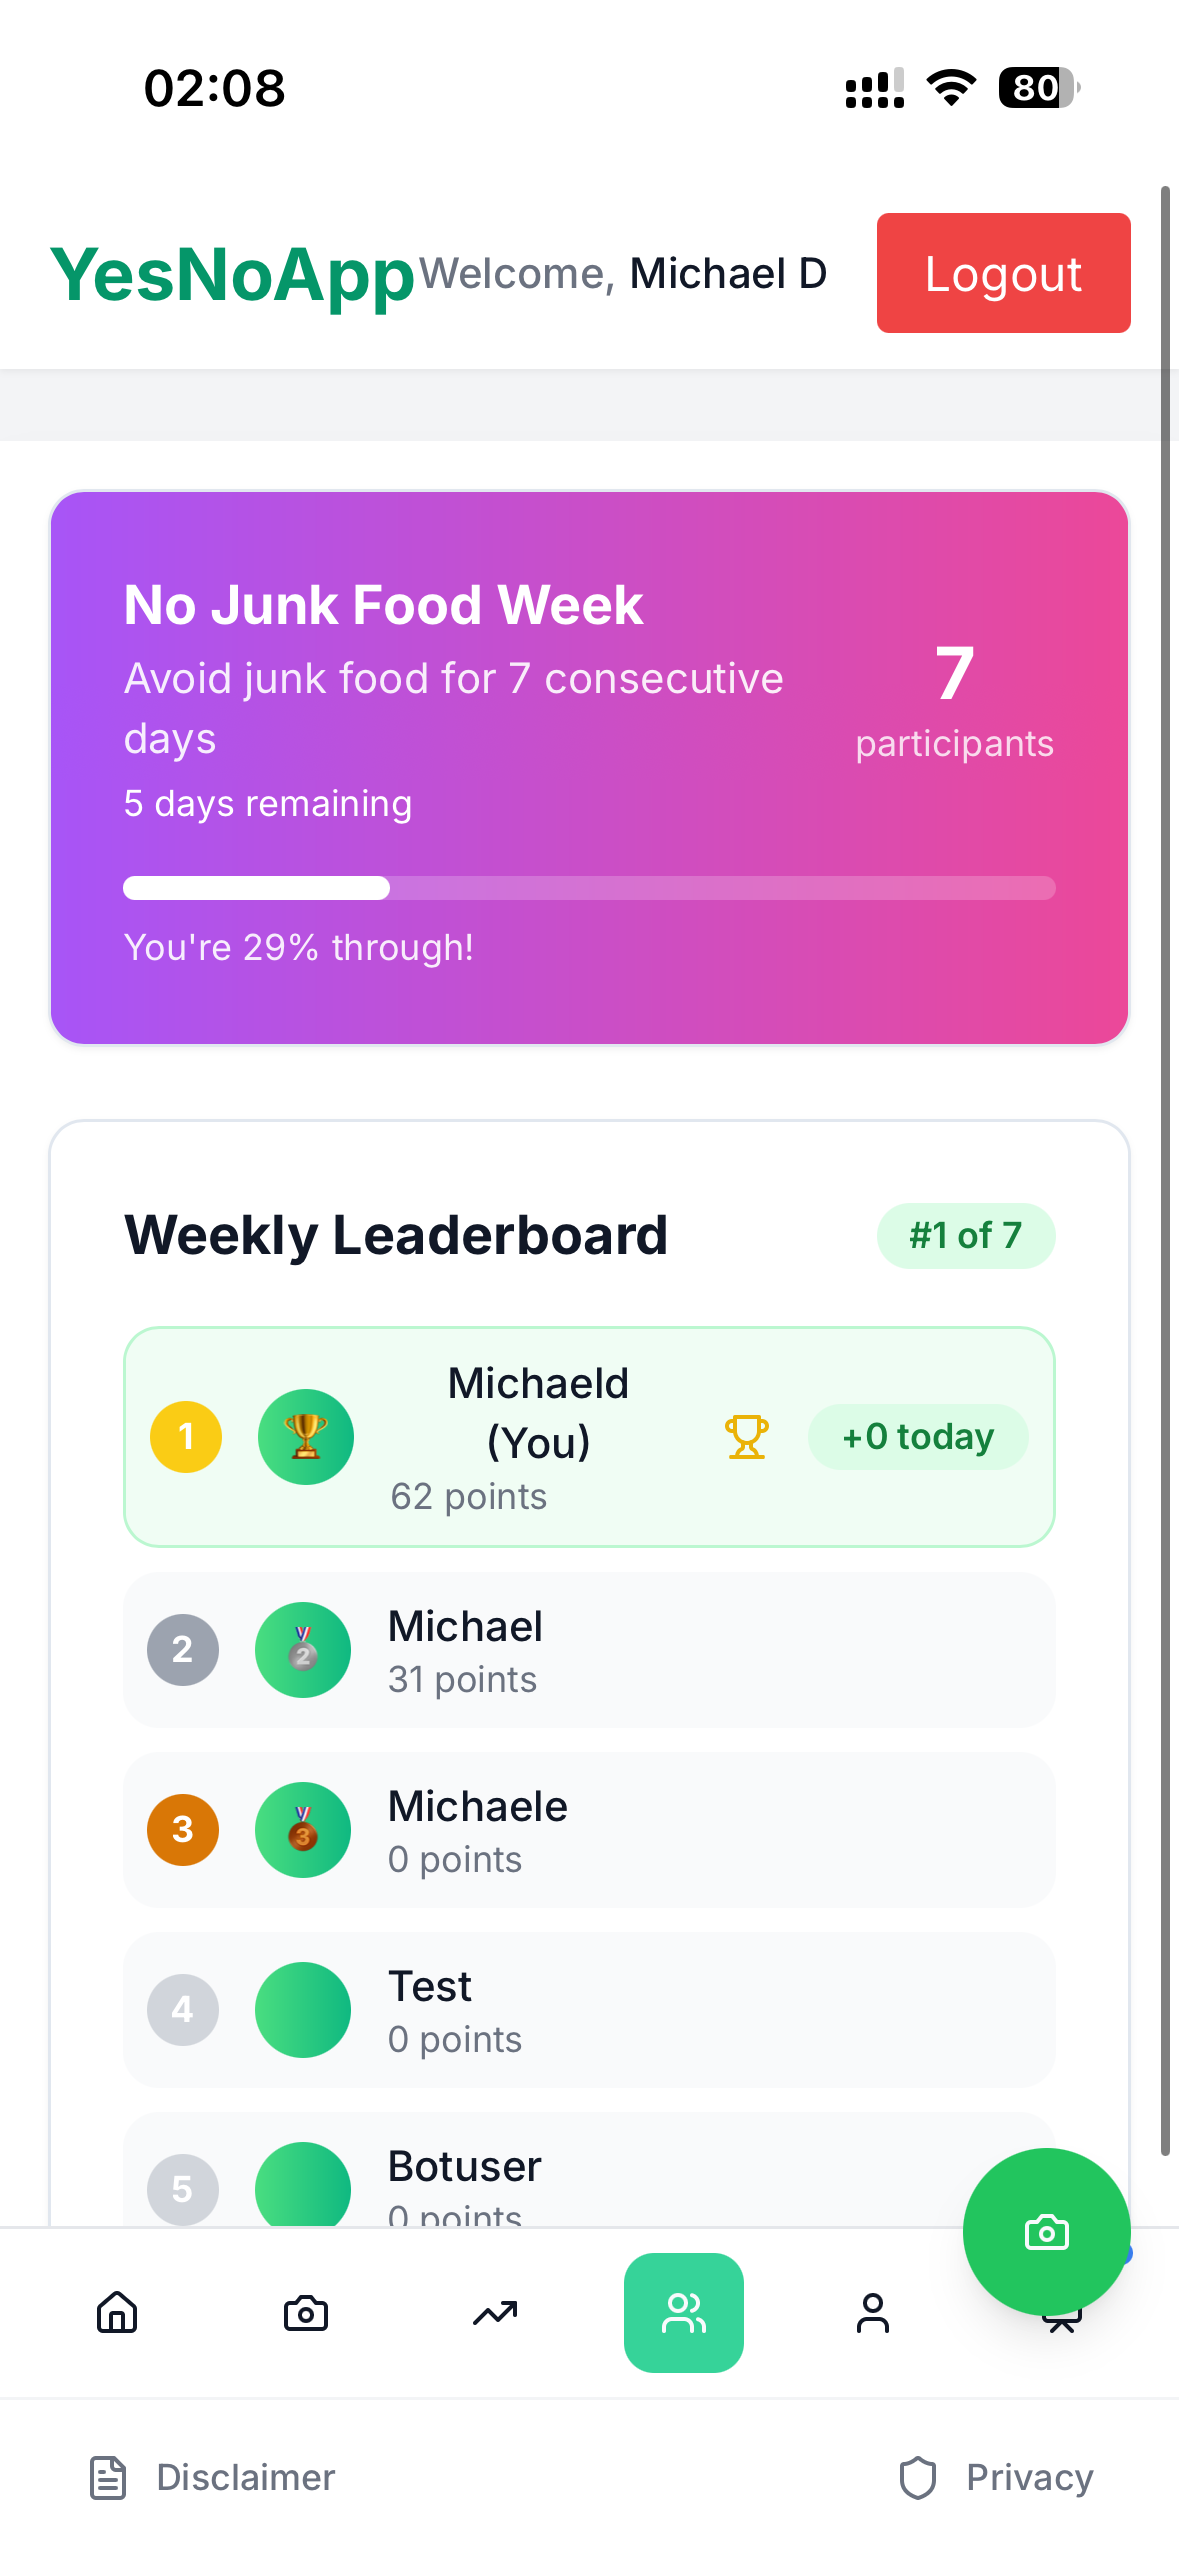 02:08
80
YesNoApp
Welcome, Michael D
Logout
No Junk Food Week
Avoid junk food for 7 consecutive
days
5 days remaining
7
participants
You're 29% through!
Weekly Leaderboard
#1 of 7
1
🏆
Michaeld
(You)
62 points
+0 today
2
🥈
Michael
31 points
3
🥉
Michaele
0 points
4
Test
0 points
5
Botuser
0 points
Disclaimer
Privacy